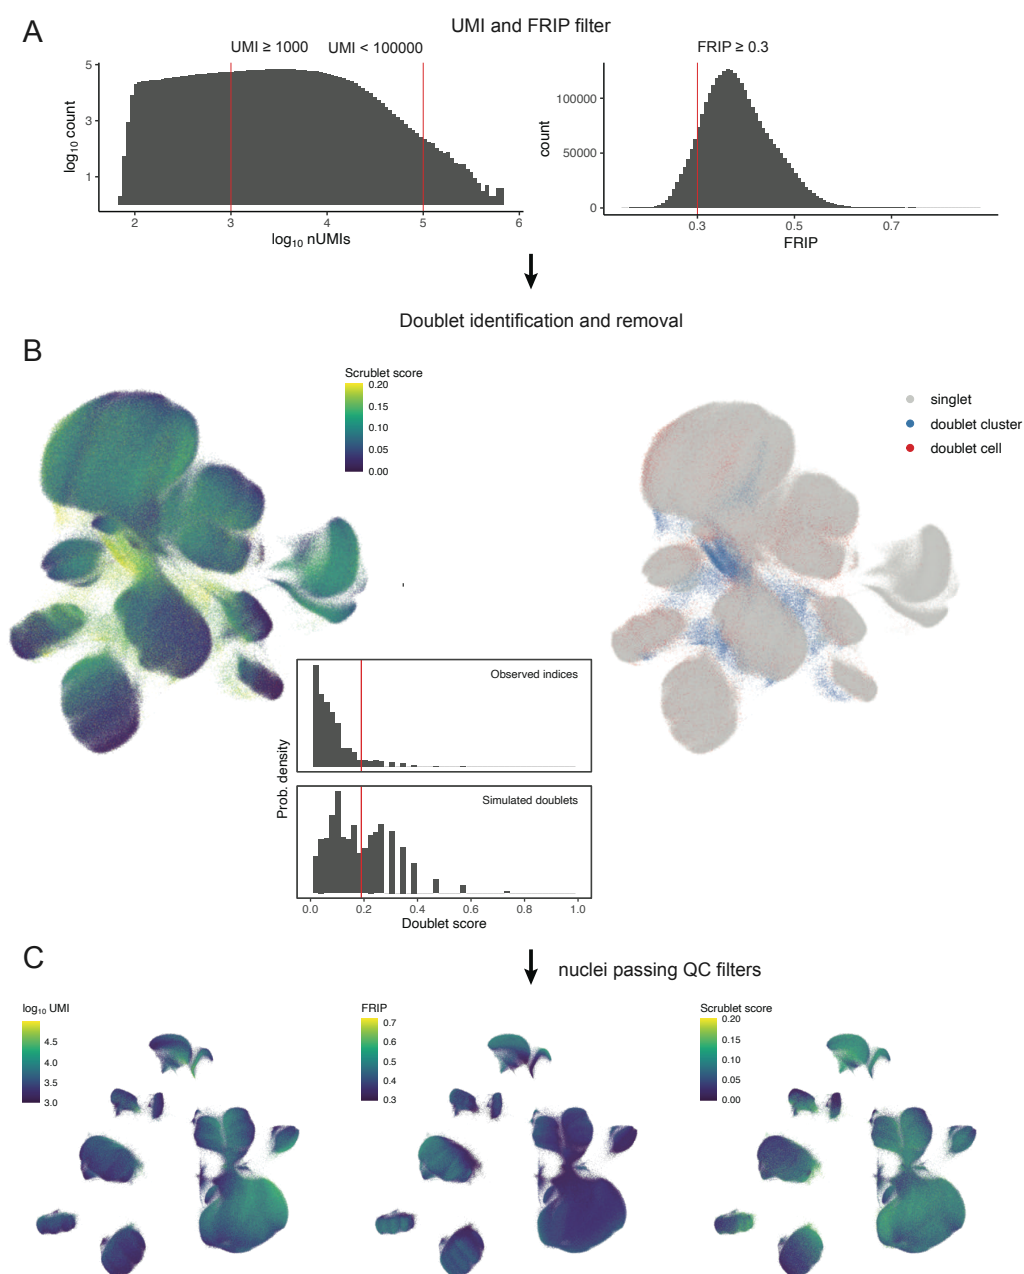 A
UMI and FRIP filter
UMI ≥ 1000 UMI < 100000
FRIP ≥ 0.3
5
3
1
log₁₀ count
2 3 4 5 6
log₁₀ nUMIs
100000
50000
0
count
0.3 0.5 0.7
FRIP
Doublet identification and removal
B
Scrublet score
0.20
0.15
0.10
0.05
0.00
singlet
doublet cluster
doublet cell
Observed indices
Simulated doublets
Prob. density
0.0 0.2 0.4 0.6 0.8 1.0
Doublet score
C
nuclei passing QC filters
log₁₀ UMI
4.5
4.0
3.5
3.0
FRIP
0.7
0.6
0.5
0.4
0.3
Scrublet score
0.20
0.15
0.10
0.05
0.00